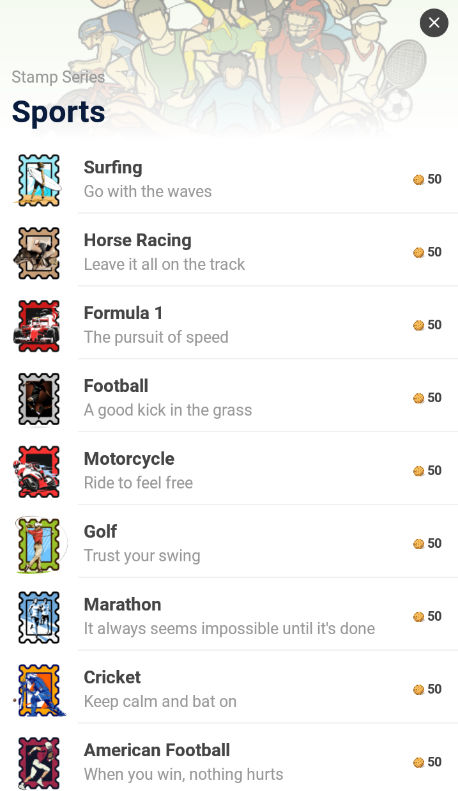 Stamp Series
Sports
Surfing
Go with the waves
50
Horse Racing
Leave it all on the track
50
Formula 1
The pursuit of speed
50
Football
A good kick in the grass
50
Motorcycle
Ride to feel free
50
Golf
Trust your swing
50
Marathon
It always seems impossible until it's done
50
Cricket
Keep calm and bat on
50
American Football
When you win, nothing hurts
50